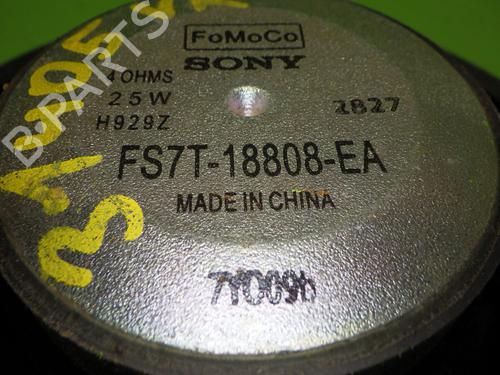 FoMoCo
SONY
4 OHMS
25W
H929Z
2827
FS7T-18808-EA
MADE IN CHINA
B-PARTS